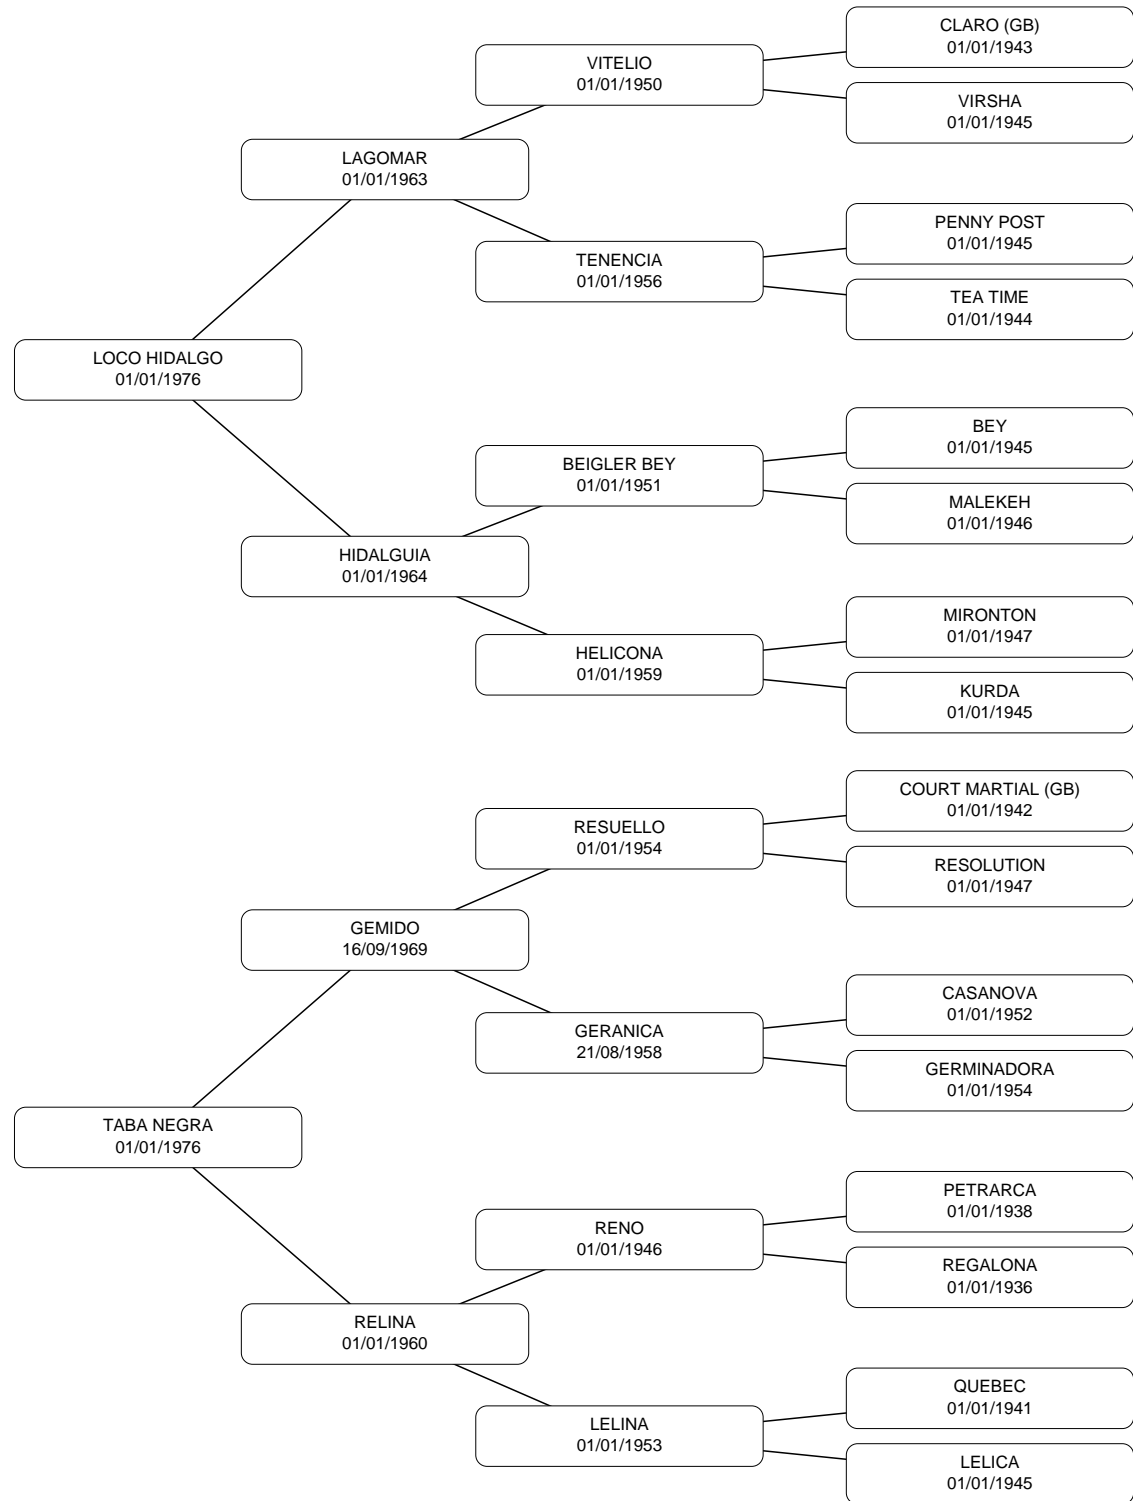 CLARO (GB)
01/01/1943
VITELIO
01/01/1950
VIRSHA
01/01/1945
LAGOMAR
01/01/1963
PENNY POST
01/01/1945
TENENCIA
01/01/1956
TEA TIME
01/01/1944
LOCO HIDALGO
01/01/1976
BEY
01/01/1945
BEIGLER BEY
01/01/1951
MALEKEH
01/01/1946
HIDALGUIA
01/01/1964
MIRONTON
01/01/1947
HELICONA
01/01/1959
KURDA
01/01/1945
COURT MARTIAL (GB)
01/01/1942
RESUELLO
01/01/1954
RESOLUTION
01/01/1947
GEMIDO
16/09/1969
CASANOVA
01/01/1952
GERANICA
21/08/1958
GERMINADORA
01/01/1954
TABA NEGRA
01/01/1976
PETRARCA
01/01/1938
RENO
01/01/1946
REGALONA
01/01/1936
RELINA
01/01/1960
QUEBEC
01/01/1941
LELINA
01/01/1953
LELICA
01/01/1945